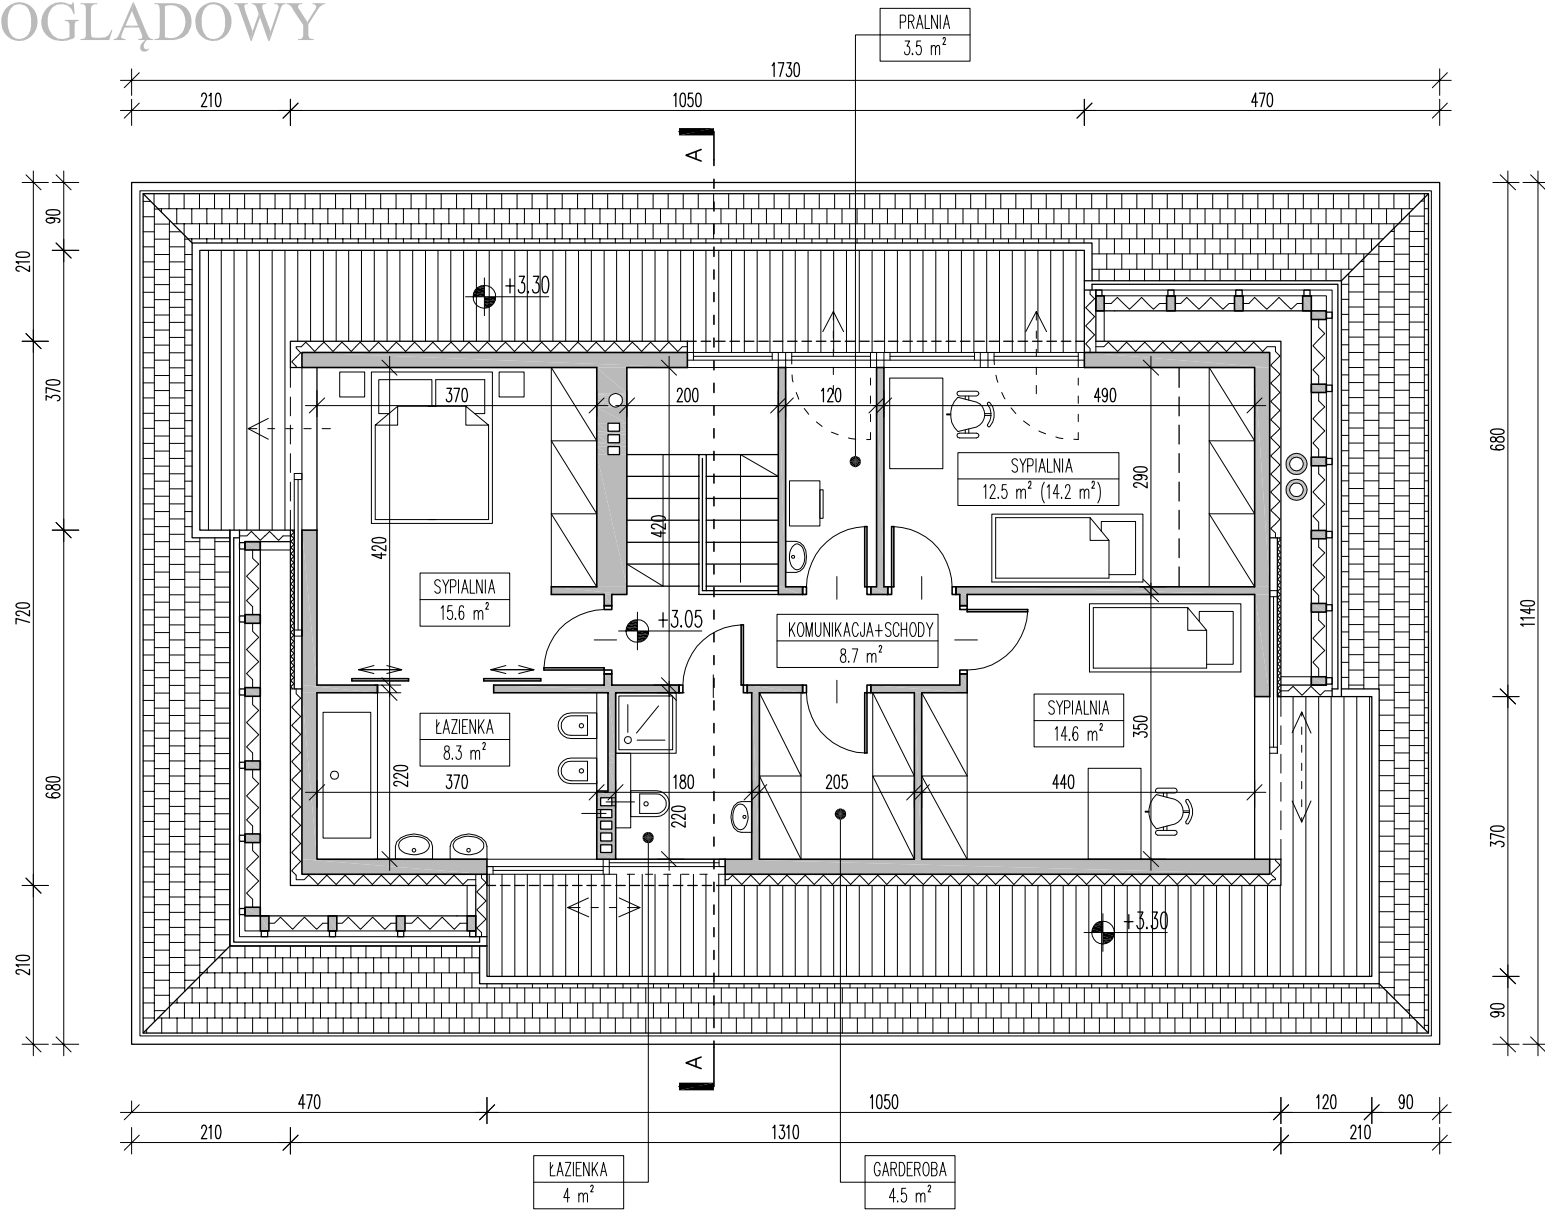 OGLĄDOWY
PRALNIA
3.5 m²
1730
210
1050
470
A
90
210
370
720
680
210
+3.30
370
200
120
490
SYPIALNIA
12.5 m² (14.2 m²)
290
420
420
SYPIALNIA
15.6 m²
+3.05
KOMUNIKACJA+SCHODY
8.7 m²
ŁAZIENKA
8.3 m²
SYPIALNIA
14.6 m²
350
370
220
180
220
205
440
+3.30
680
1140
370
90
A
470
1050
120
90
210
1310
210
ŁAZIENKA
4 m²
GARDEROBA
4.5 m²